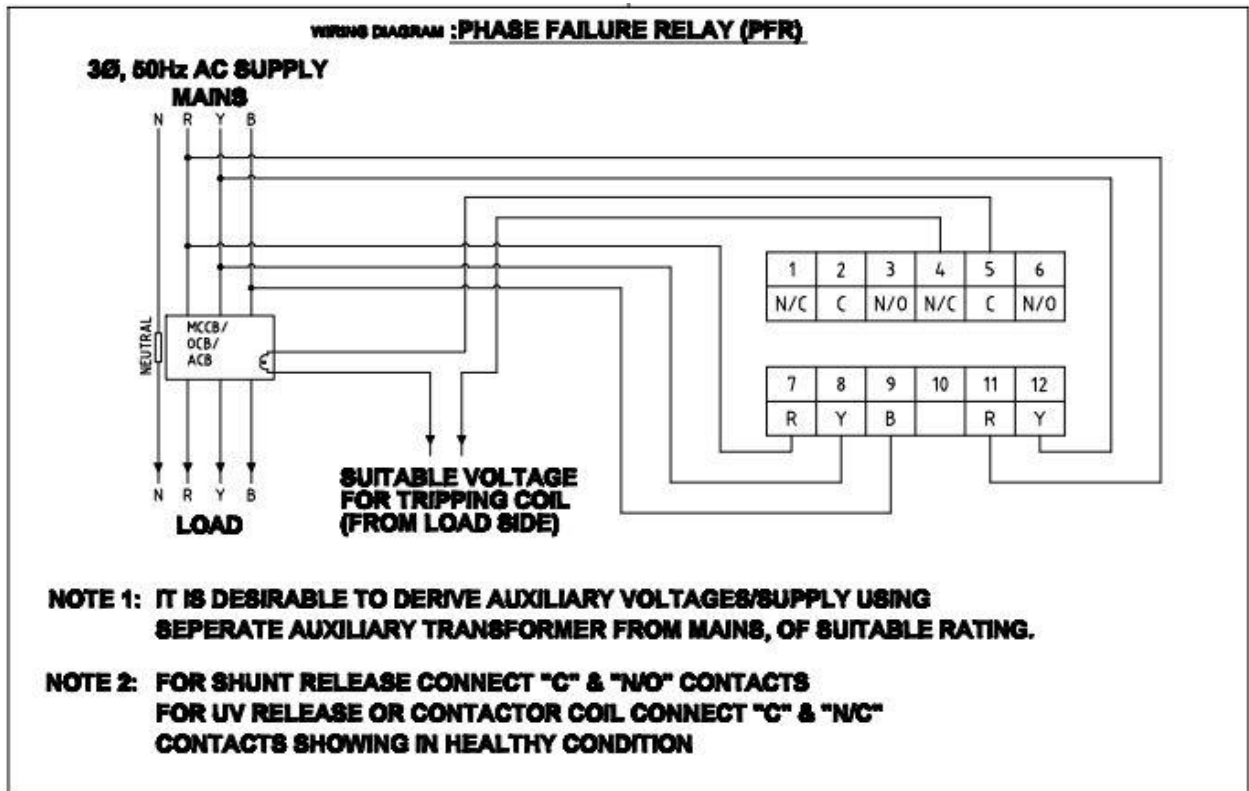 WIRING DIAGRAM :PHASE FAILURE RELAY (PFR)
3Ø, 50Hz AC SUPPLY
MAINS
N R Y B
1 2 3 4 5 6
N/C C N/O N/C C N/O
NEUTRAL
MCCB/
OCB/
ACB
7 8 9 10 11 12
R Y B R Y
N R Y B
LOAD
SUITABLE VOLTAGE
FOR TRIPPING COIL
(FROM LOAD SIDE)
NOTE 1: IT IS DESIRABLE TO DERIVE AUXILIARY VOLTAGES/SUPPLY USING
SEPERATE AUXILIARY TRANSFORMER FROM MAINS, OF SUITABLE RATING.
NOTE 2: FOR SHUNT RELEASE CONNECT "C" & "N/O" CONTACTS
FOR UV RELEASE OR CONTACTOR COIL CONNECT "C" & "N/C"
CONTACTS SHOWING IN HEALTHY CONDITION